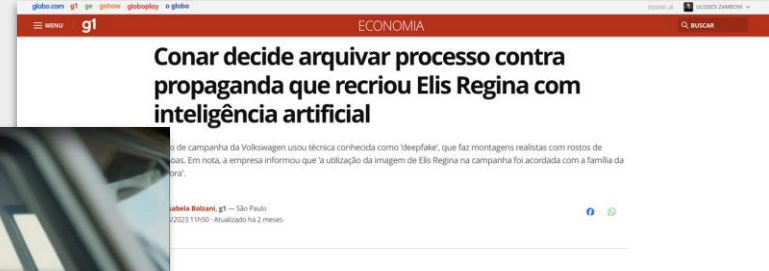 globo.com g1 ge gshow globoplay o globo ASSINE JÁ ULISSES ZAMBONI
MENU g1 ECONOMIA BUSCAR
Conar decide arquivar processo contra
propaganda que recriou Elis Regina com
inteligência artificial
de campanha da Volkswagen usou técnica conhecida como 'deepfake', que faz montagens realistas com rostos de
Em nota, a empresa informou que 'a utilização da imagem de Elis Regina na campanha foi acordada com a família da
Bolzani, g1 — São Paulo
2023 11h50 · Atualizado há 2 meses